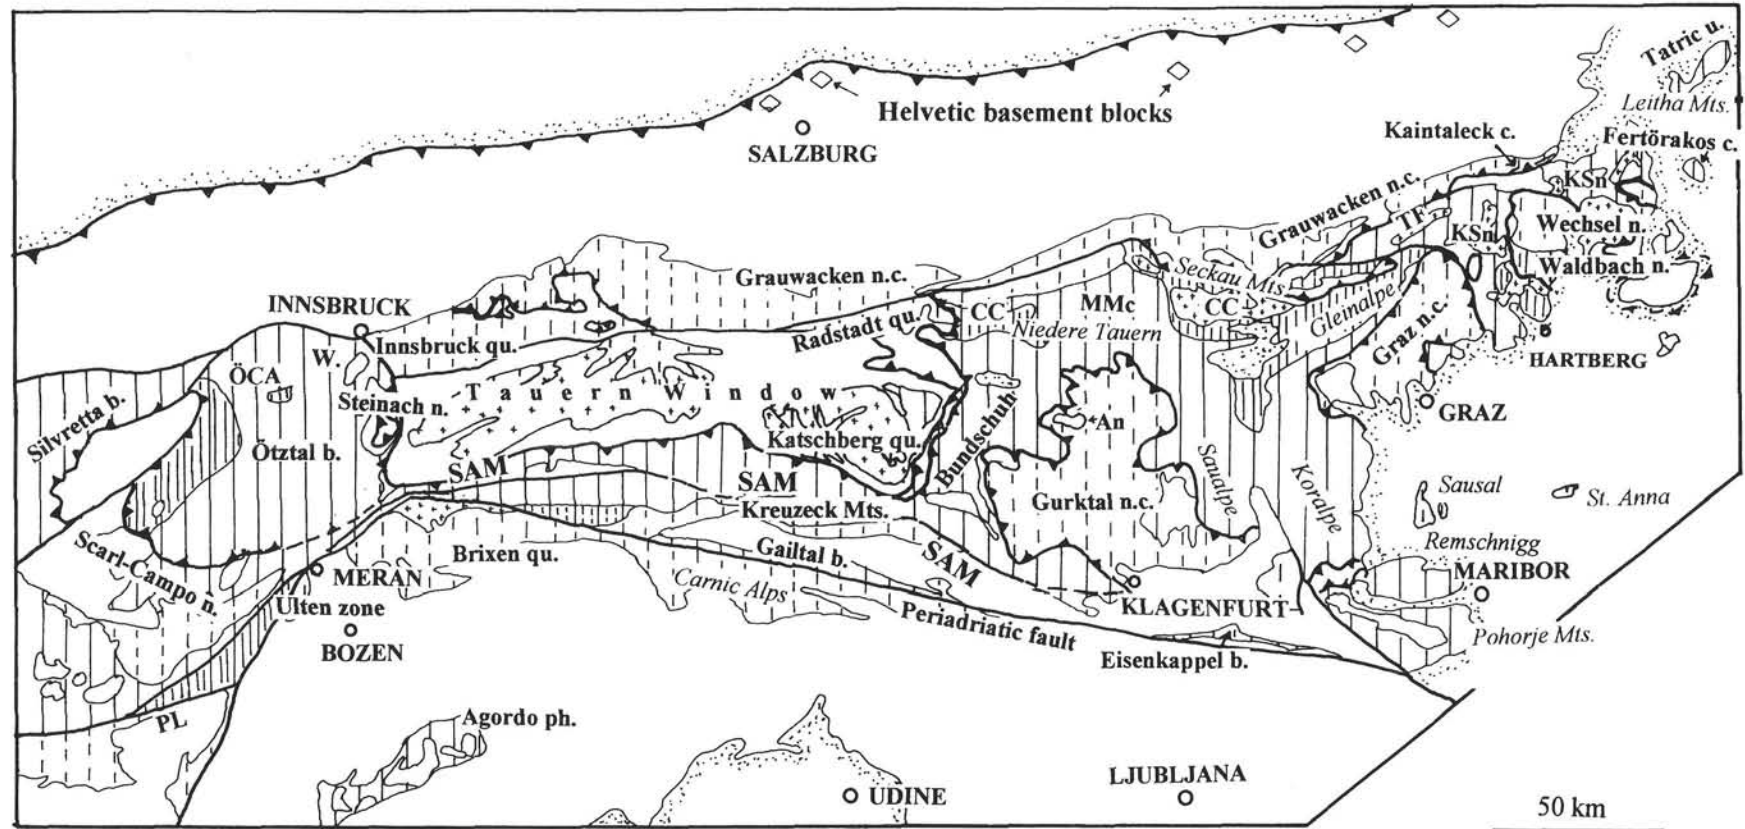 Tatric u.
Leitha Mts.
Helvetic basement blocks
Kaintaleck c.
Fertörakos c.
SALZBURG
KSn
Grauwacken n.c.
TF
KSn
Wechsel n.
Waldbach n.
Seckau Mts.
Grauwacken n.c.
INNSBRUCK
CC
MMc
CC
Gleinalpe
Radstadt qu.
Niedere Tauern
Graz n.c.
HARTBERG
Innsbruck qu.
W.
ÖCA
Tauern Window
Steinach n.
GRAZ
Silvretta b.
An
Bundschuh
Katschberg qu.
Ötztal b.
SAM
SAM
Saualpe
Koralpe
Sausal
St. Anna
Kreuzeck Mts.
Gurktal n.c.
Remschnigg
Brixen qu.
Gailtal b.
SAM
Scarl-Campo n.
MERAN
Carnic Alps
MARIBOR
Ulten zone
KLAGENFURT
Periadriatic fault
BOZEN
Pohorje Mts.
Eisenkappel b.
PL
Agordo ph.
LJUBLJANA
UDINE
50 km